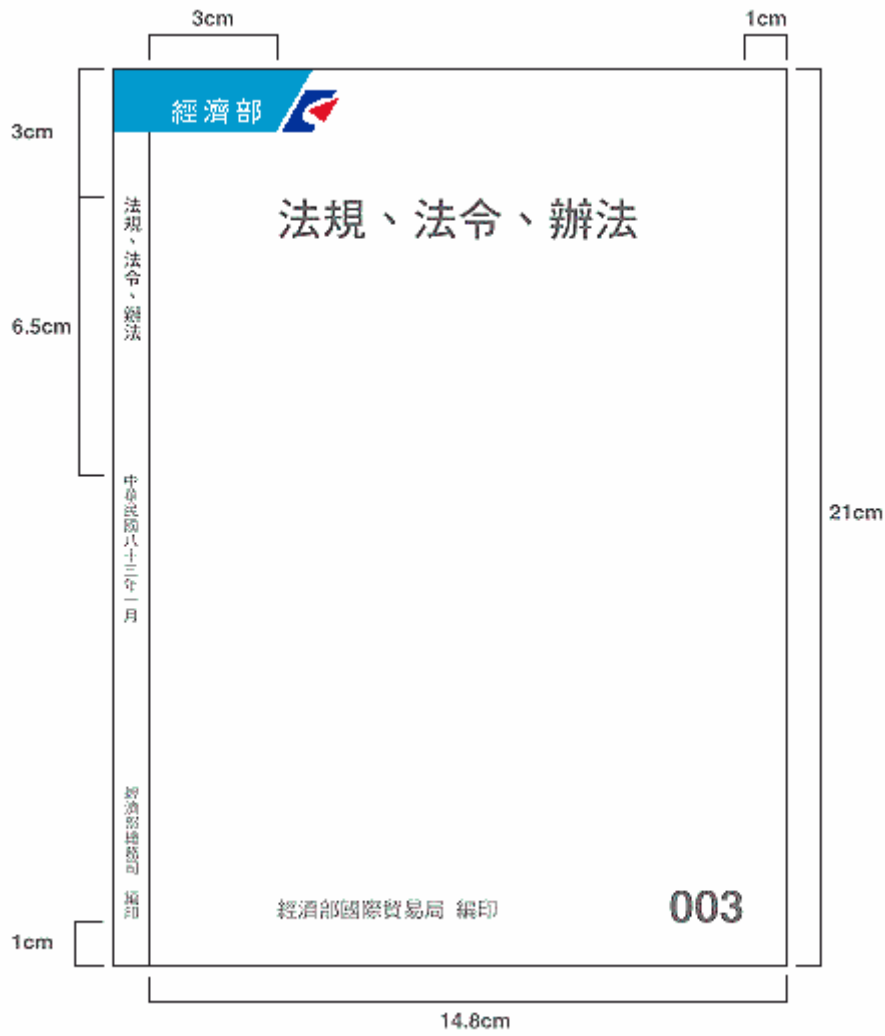 3cm
1cm
3cm
經濟部
法規、法令、辦法
法規、法令、辦法
6.5cm
中華民國八十三年一月
21cm
經濟部總務司 編印
經濟部國際貿易局 編印
003
1cm
14.8cm